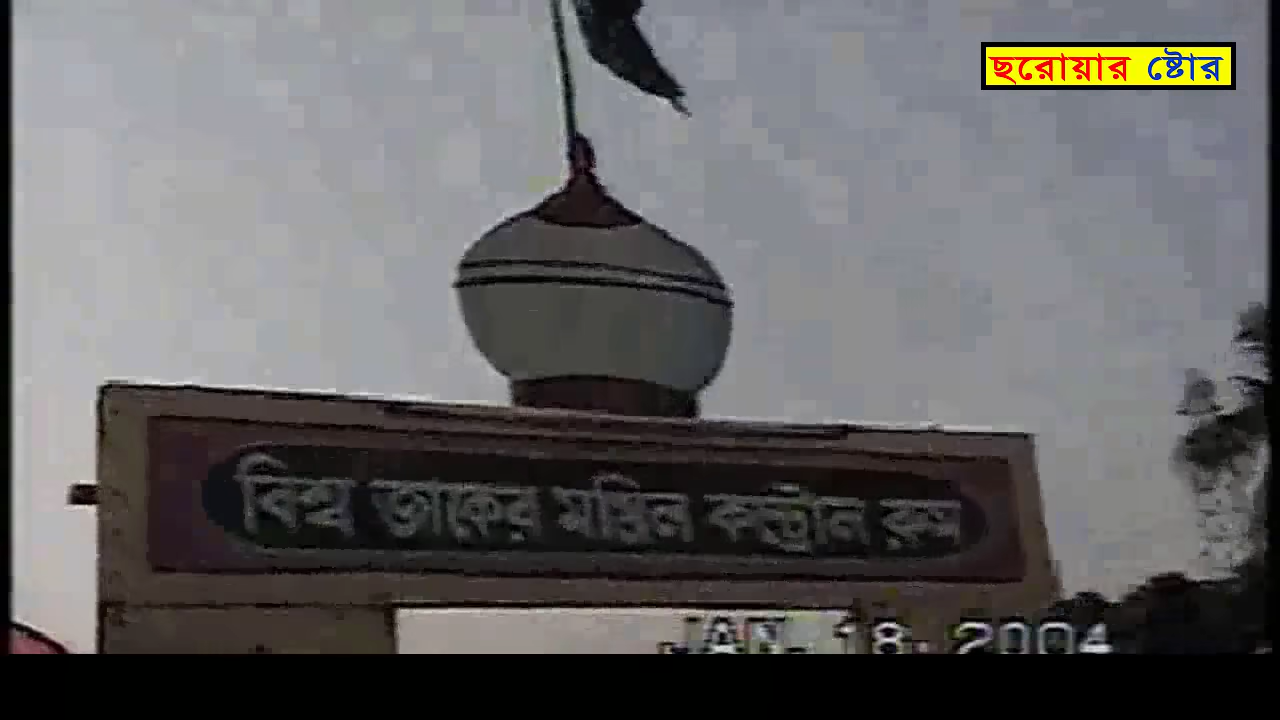 ছরোয়ার ষ্টোর
বিশ্ব জাকের মঞ্জিল কন্ট্রোল রুম
JAN. 18. 2004